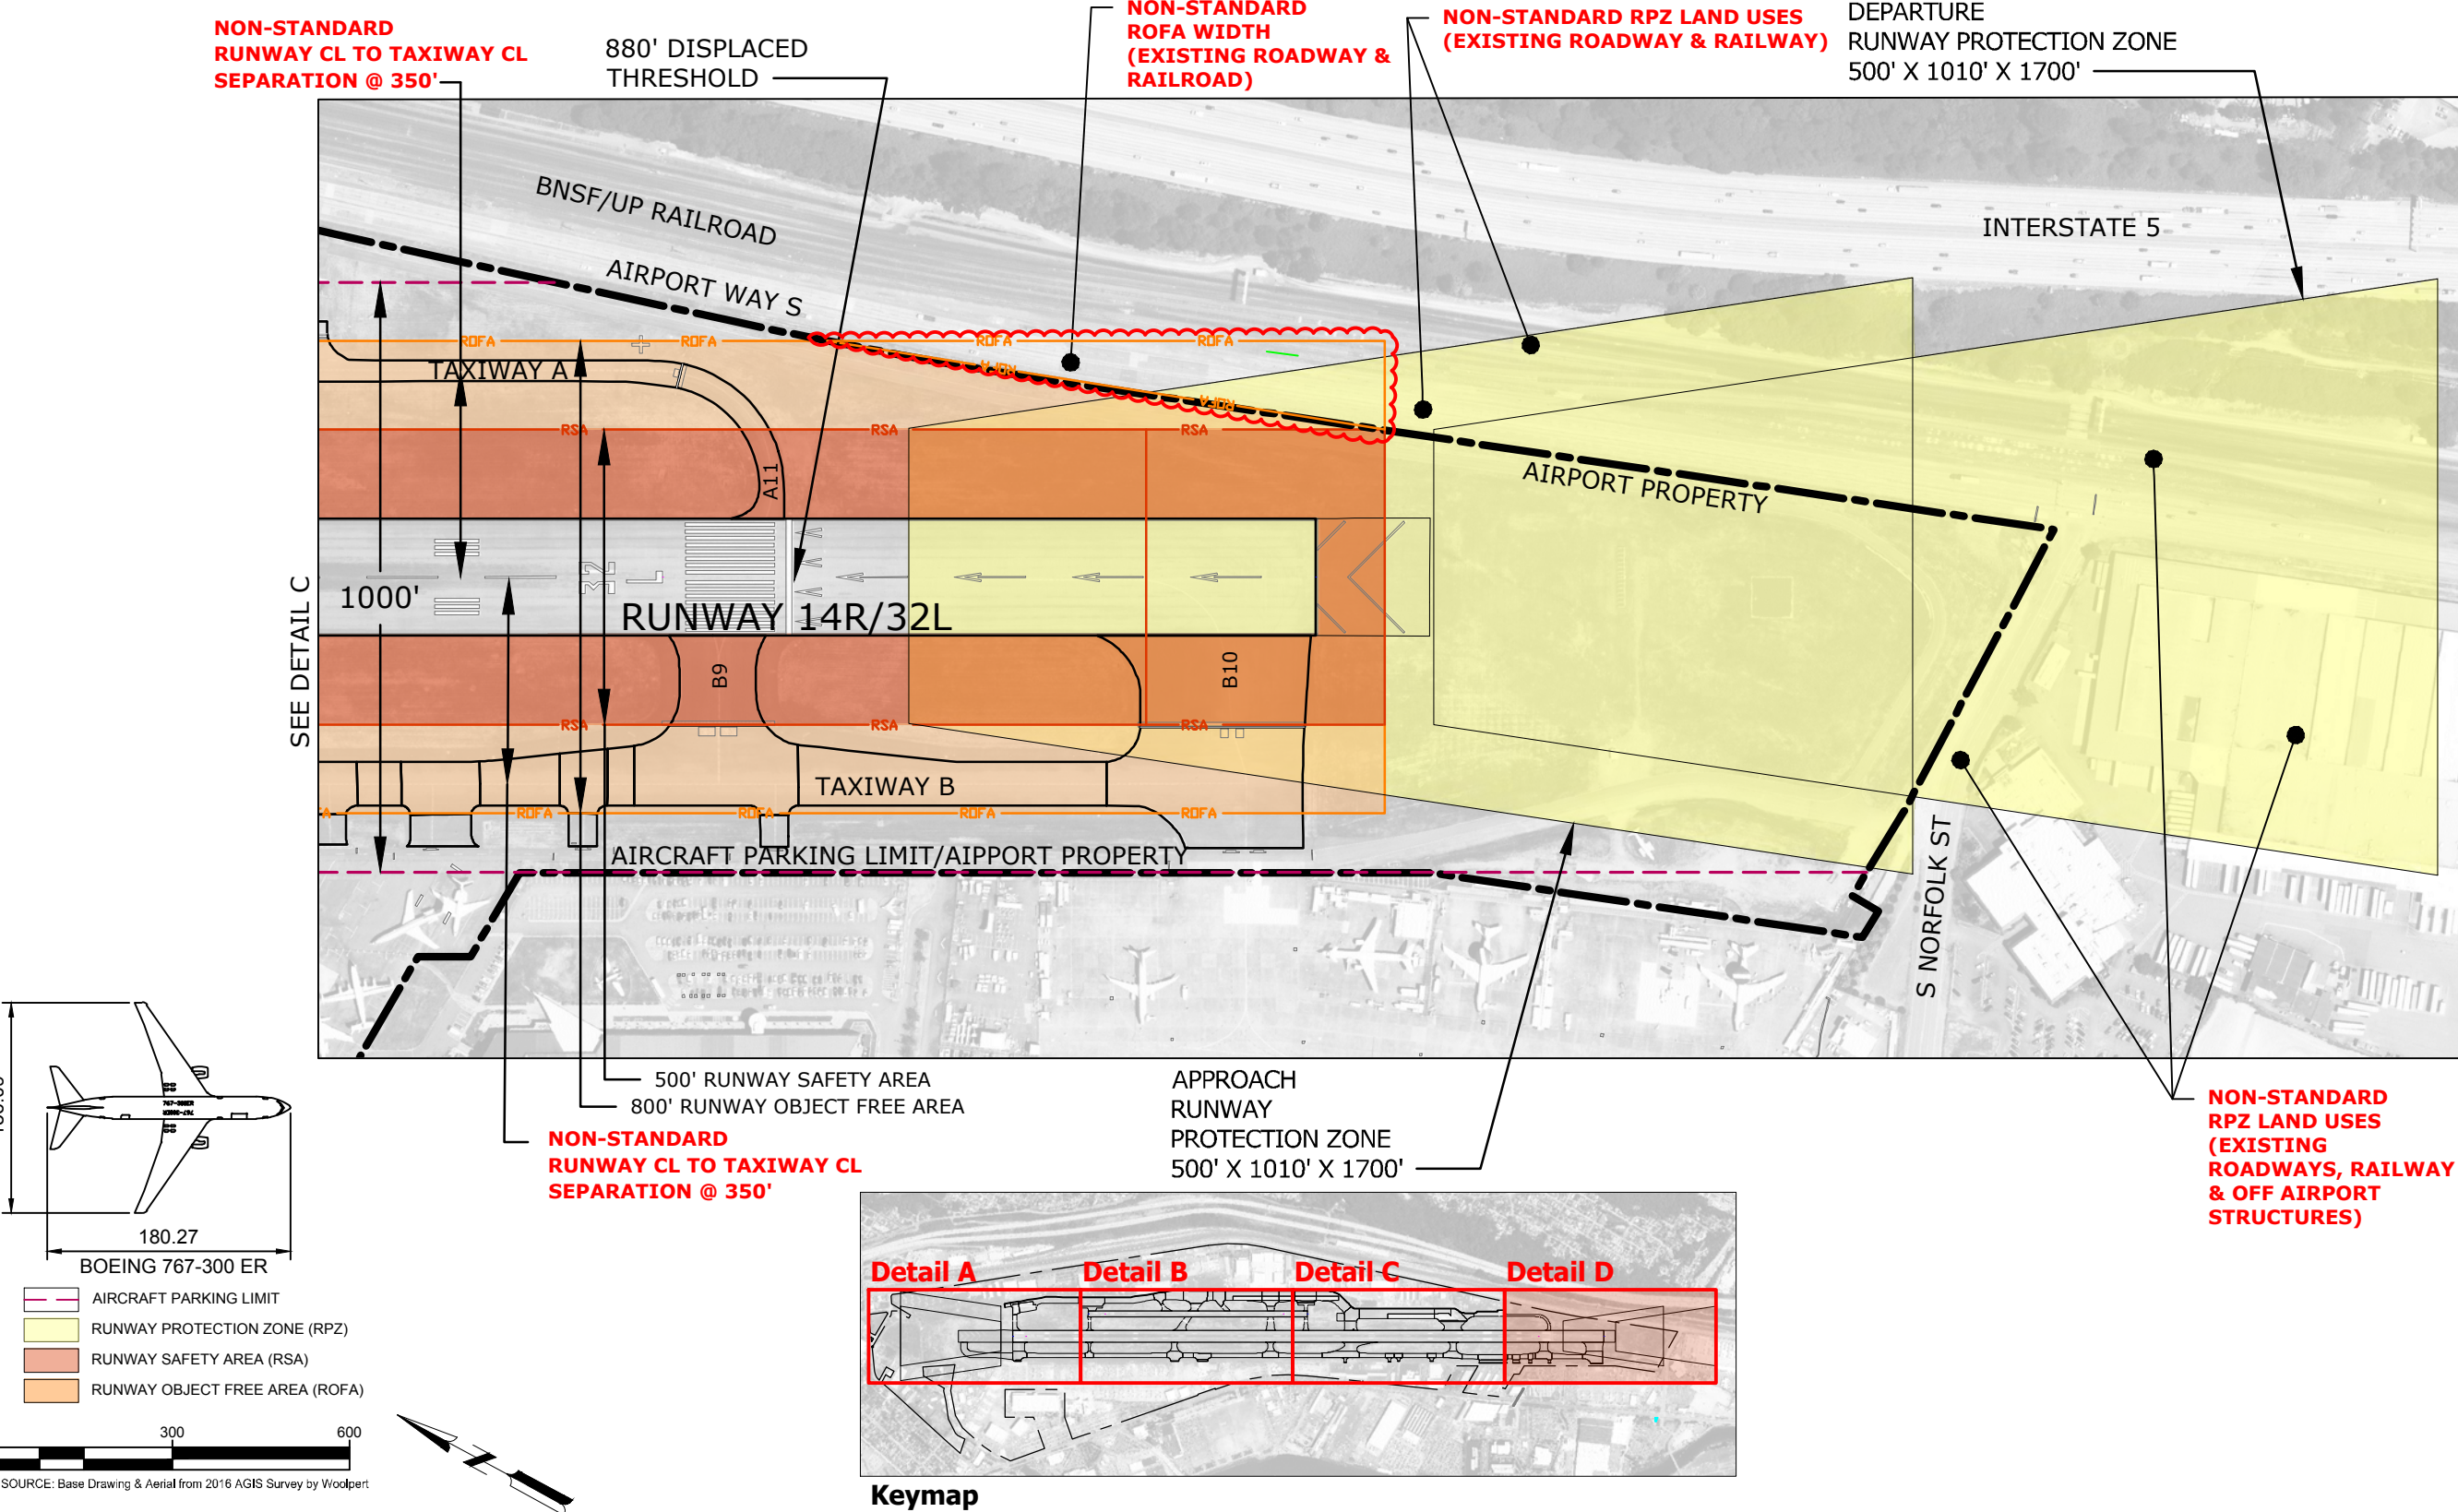 NON-STANDARD
RUNWAY CL TO TAXIWAY CL
SEPARATION @ 350'
880' DISPLACED
THRESHOLD
NON-STANDARD
ROFA WIDTH
(EXISTING ROADWAY &
RAILROAD)
NON-STANDARD RPZ LAND USES
(EXISTING ROADWAY & RAILWAY)
DEPARTURE
RUNWAY PROTECTION ZONE
500' X 1010' X 1700'
BNSF/UP RAILROAD
AIRPORT WAY S
INTERSTATE 5
ROFA
ROFA
ROFA
ROFA
ROFA
ROFA
TAXIWAY A
RSA
RSA
RSA
A11
AIRPORT PROPERTY
SEE DETAIL C
1000'
32
L
RUNWAY 14R/32L
B9
B10
RSA
RSA
RSA
TAXIWAY B
ROFA
ROFA
ROFA
ROFA
AIRCRAFT PARKING LIMIT/AIPPORT PROPERTY
S NORFOLK ST
500' RUNWAY SAFETY AREA
800' RUNWAY OBJECT FREE AREA
NON-STANDARD
RUNWAY CL TO TAXIWAY CL
SEPARATION @ 350'
APPROACH
RUNWAY
PROTECTION ZONE
500' X 1010' X 1700'
NON-STANDARD
RPZ LAND USES
(EXISTING
ROADWAYS, RAILWAY
& OFF AIRPORT
STRUCTURES)
180.27
BOEING 767-300 ER
AIRCRAFT PARKING LIMIT
RUNWAY PROTECTION ZONE (RPZ)
RUNWAY SAFETY AREA (RSA)
RUNWAY OBJECT FREE AREA (ROFA)
300
600
SOURCE: Base Drawing & Aerial from 2016 AGIS Survey by Woolpert
Detail A
Detail B
Detail C
Detail D
Keymap